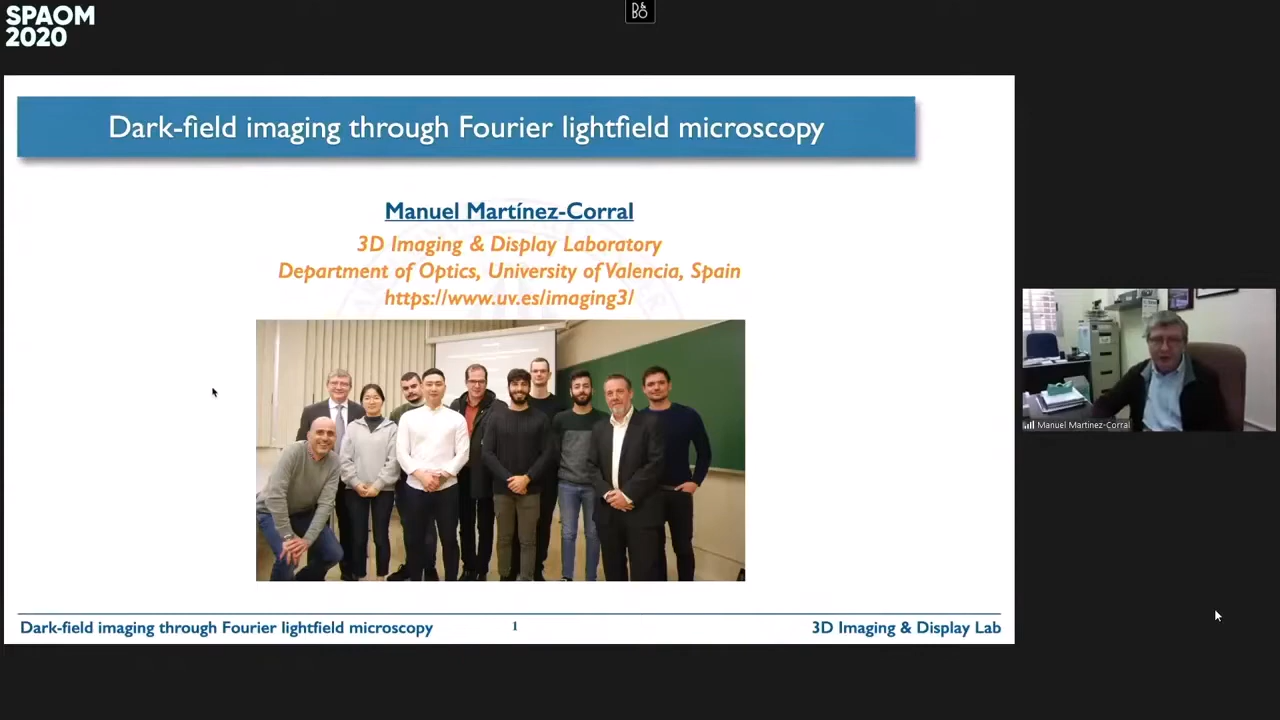 SPAOM
2020
D&
BO
Dark-field imaging through Fourier lightfield microscopy
Manuel Martínez-Corral
3D Imaging & Display Laboratory
Department of Optics, University of Valencia, Spain
https://www.uv.es/imaging3/
Manuel Martinez-Corral
Dark-field imaging through Fourier lightfield microscopy
1
3D Imaging & Display Lab